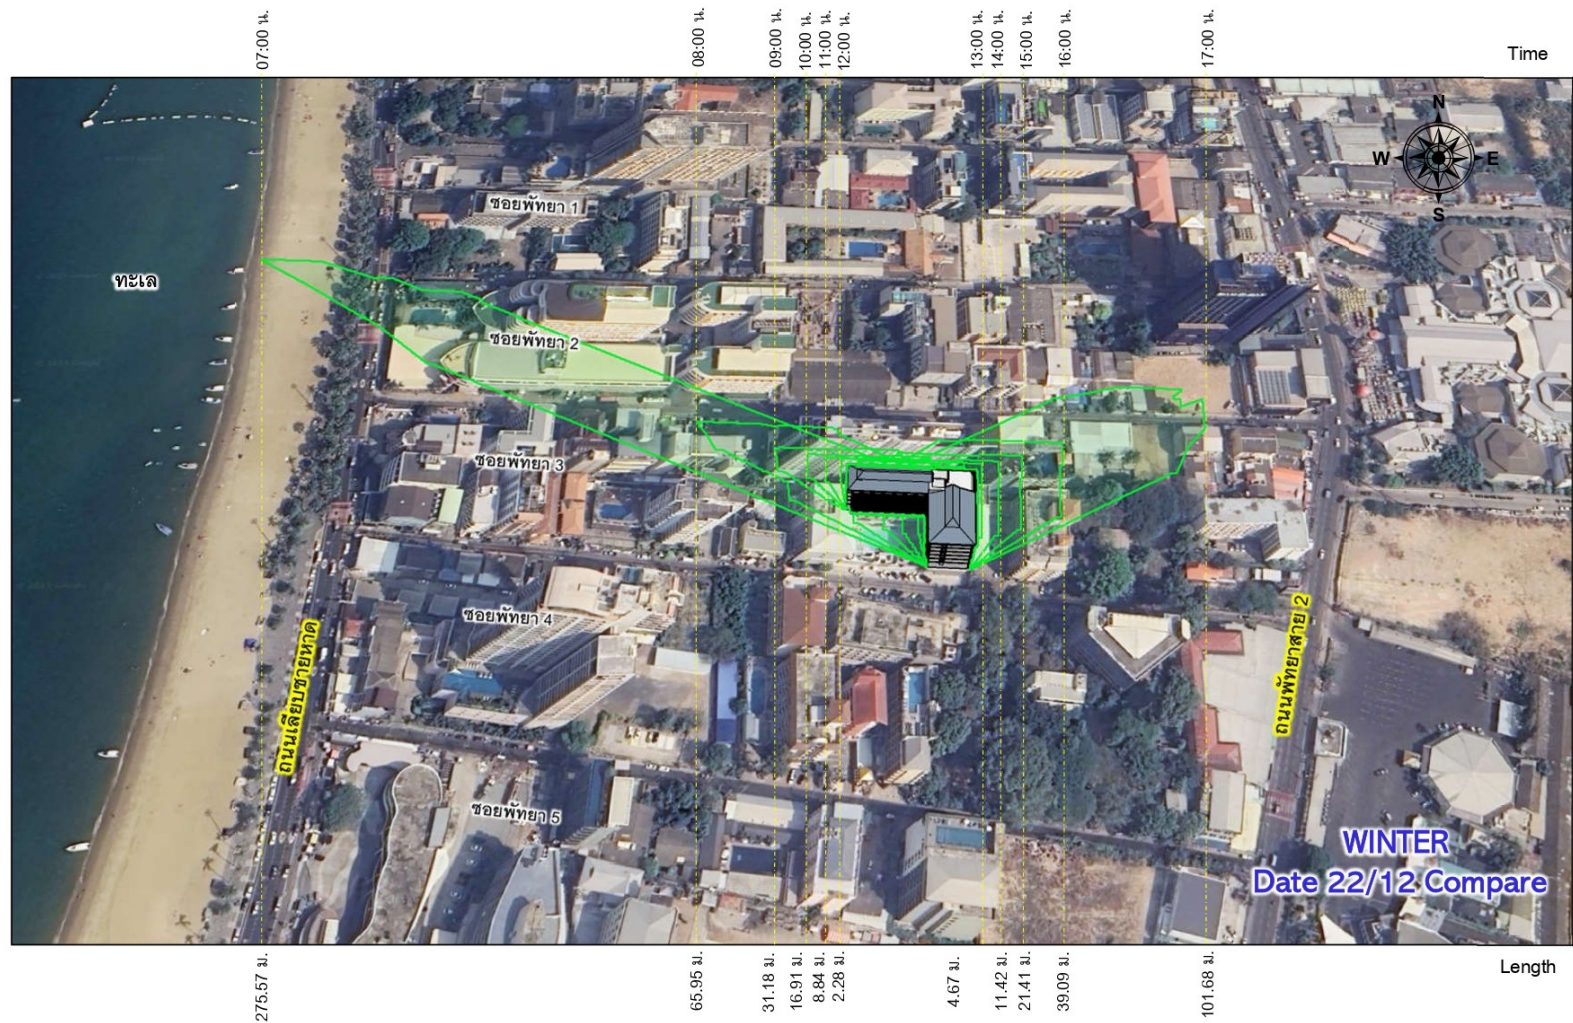 07:00 น.
08:00 น.
09:00 น.
10:00 น.
11:00 น.
12:00 น.
13:00 น.
14:00 น.
15:00 น.
16:00 น.
17:00 น.
Time
N
W
E
S
ซอยพัทยา 1
ทะเล
ซอยพัทยา 2
ซอยพัทยา 3
ซอยพัทยา 4
ถนนเลียบชายหาด
ถนนพัทยาสาย 2
ซอยพัทยา 5
WINTER
Date 22/12 Compare
275.57 ม.
65.95 ม.
31.18 ม.
16.91 ม.
8.84 ม.
2.28 ม.
4.67 ม.
11.42 ม.
21.41 ม.
39.09 ม.
101.68 ม.
Length